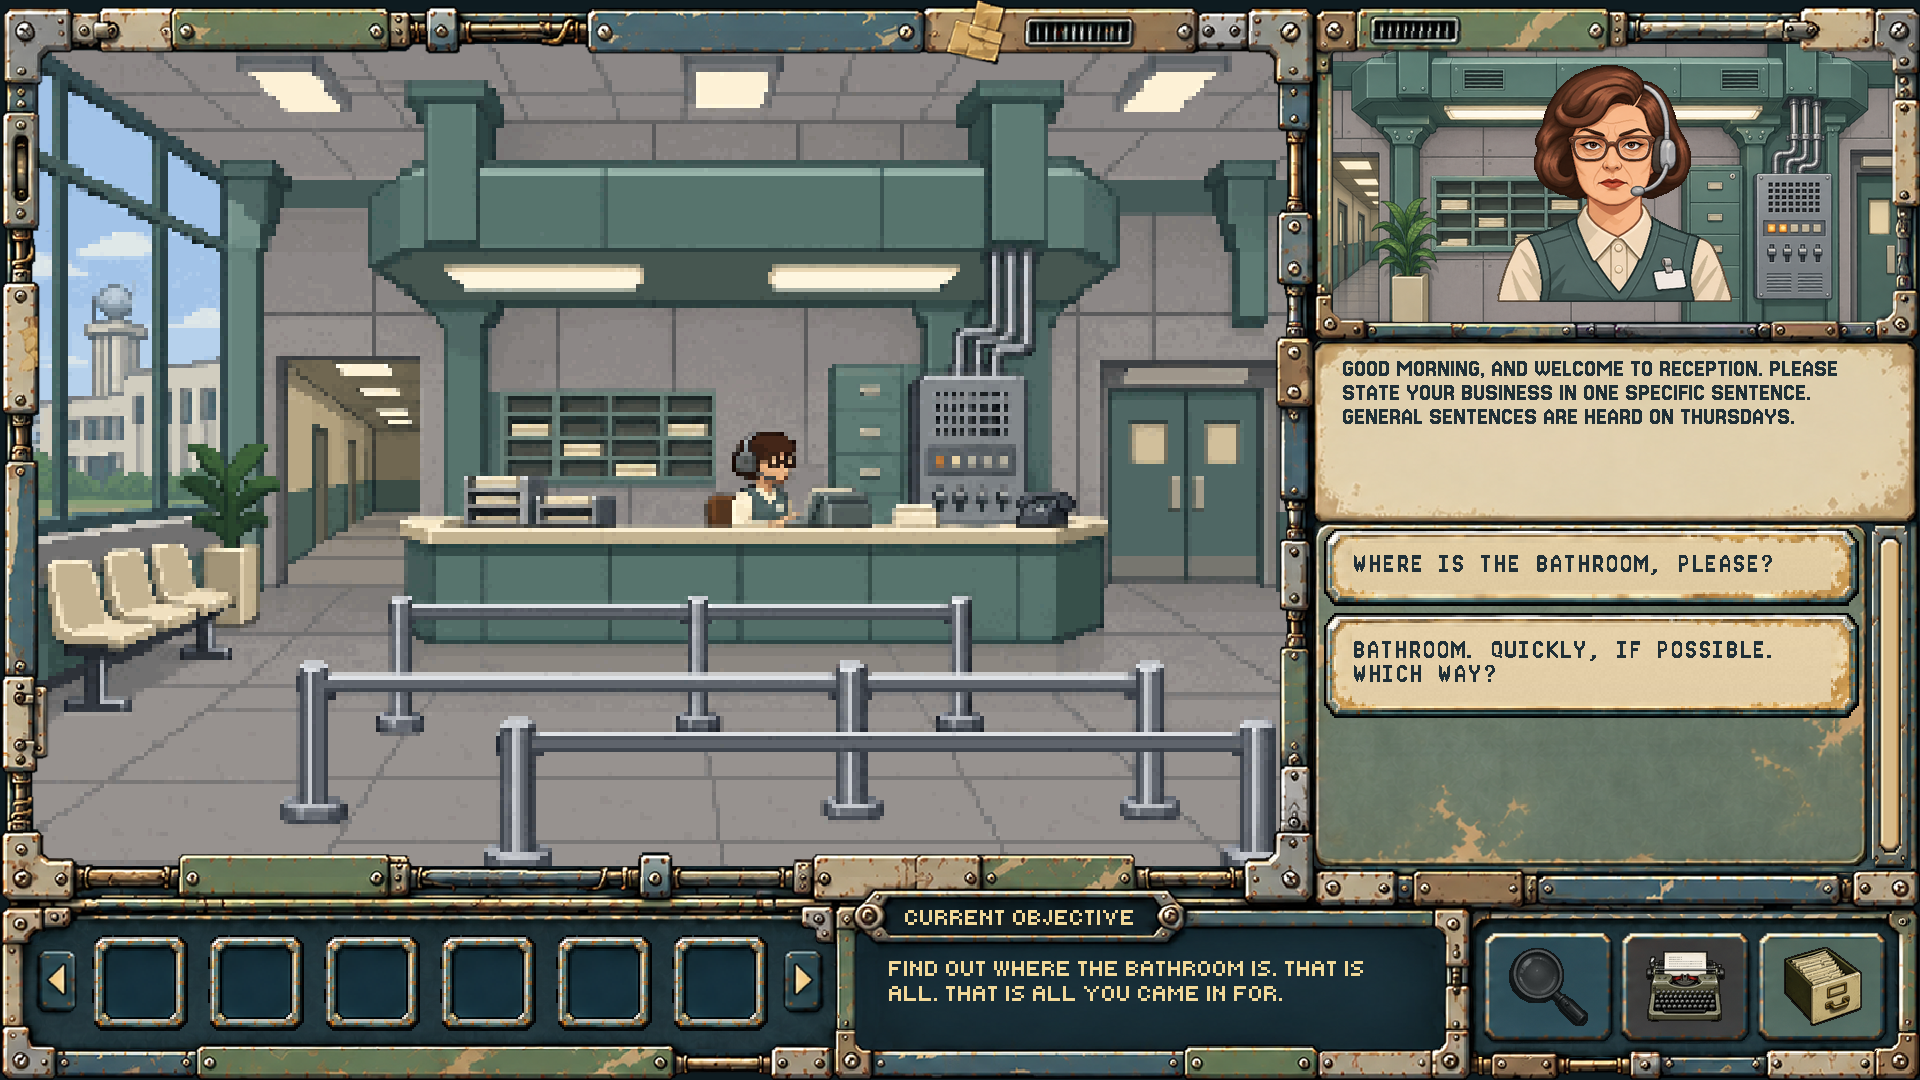 GOOD MORNING, AND WELCOME TO RECEPTION. PLEASE
STATE YOUR BUSINESS IN ONE SPECIFIC SENTENCE.
GENERAL SENTENCES ARE HEARD ON THURSDAYS.
WHERE IS THE BATHROOM, PLEASE?
BATHROOM. QUICKLY, IF POSSIBLE.
WHICH WAY?
CURRENT OBJECTIVE
FIND OUT WHERE THE BATHROOM IS. THAT IS
ALL. THAT IS ALL YOU CAME IN FOR.